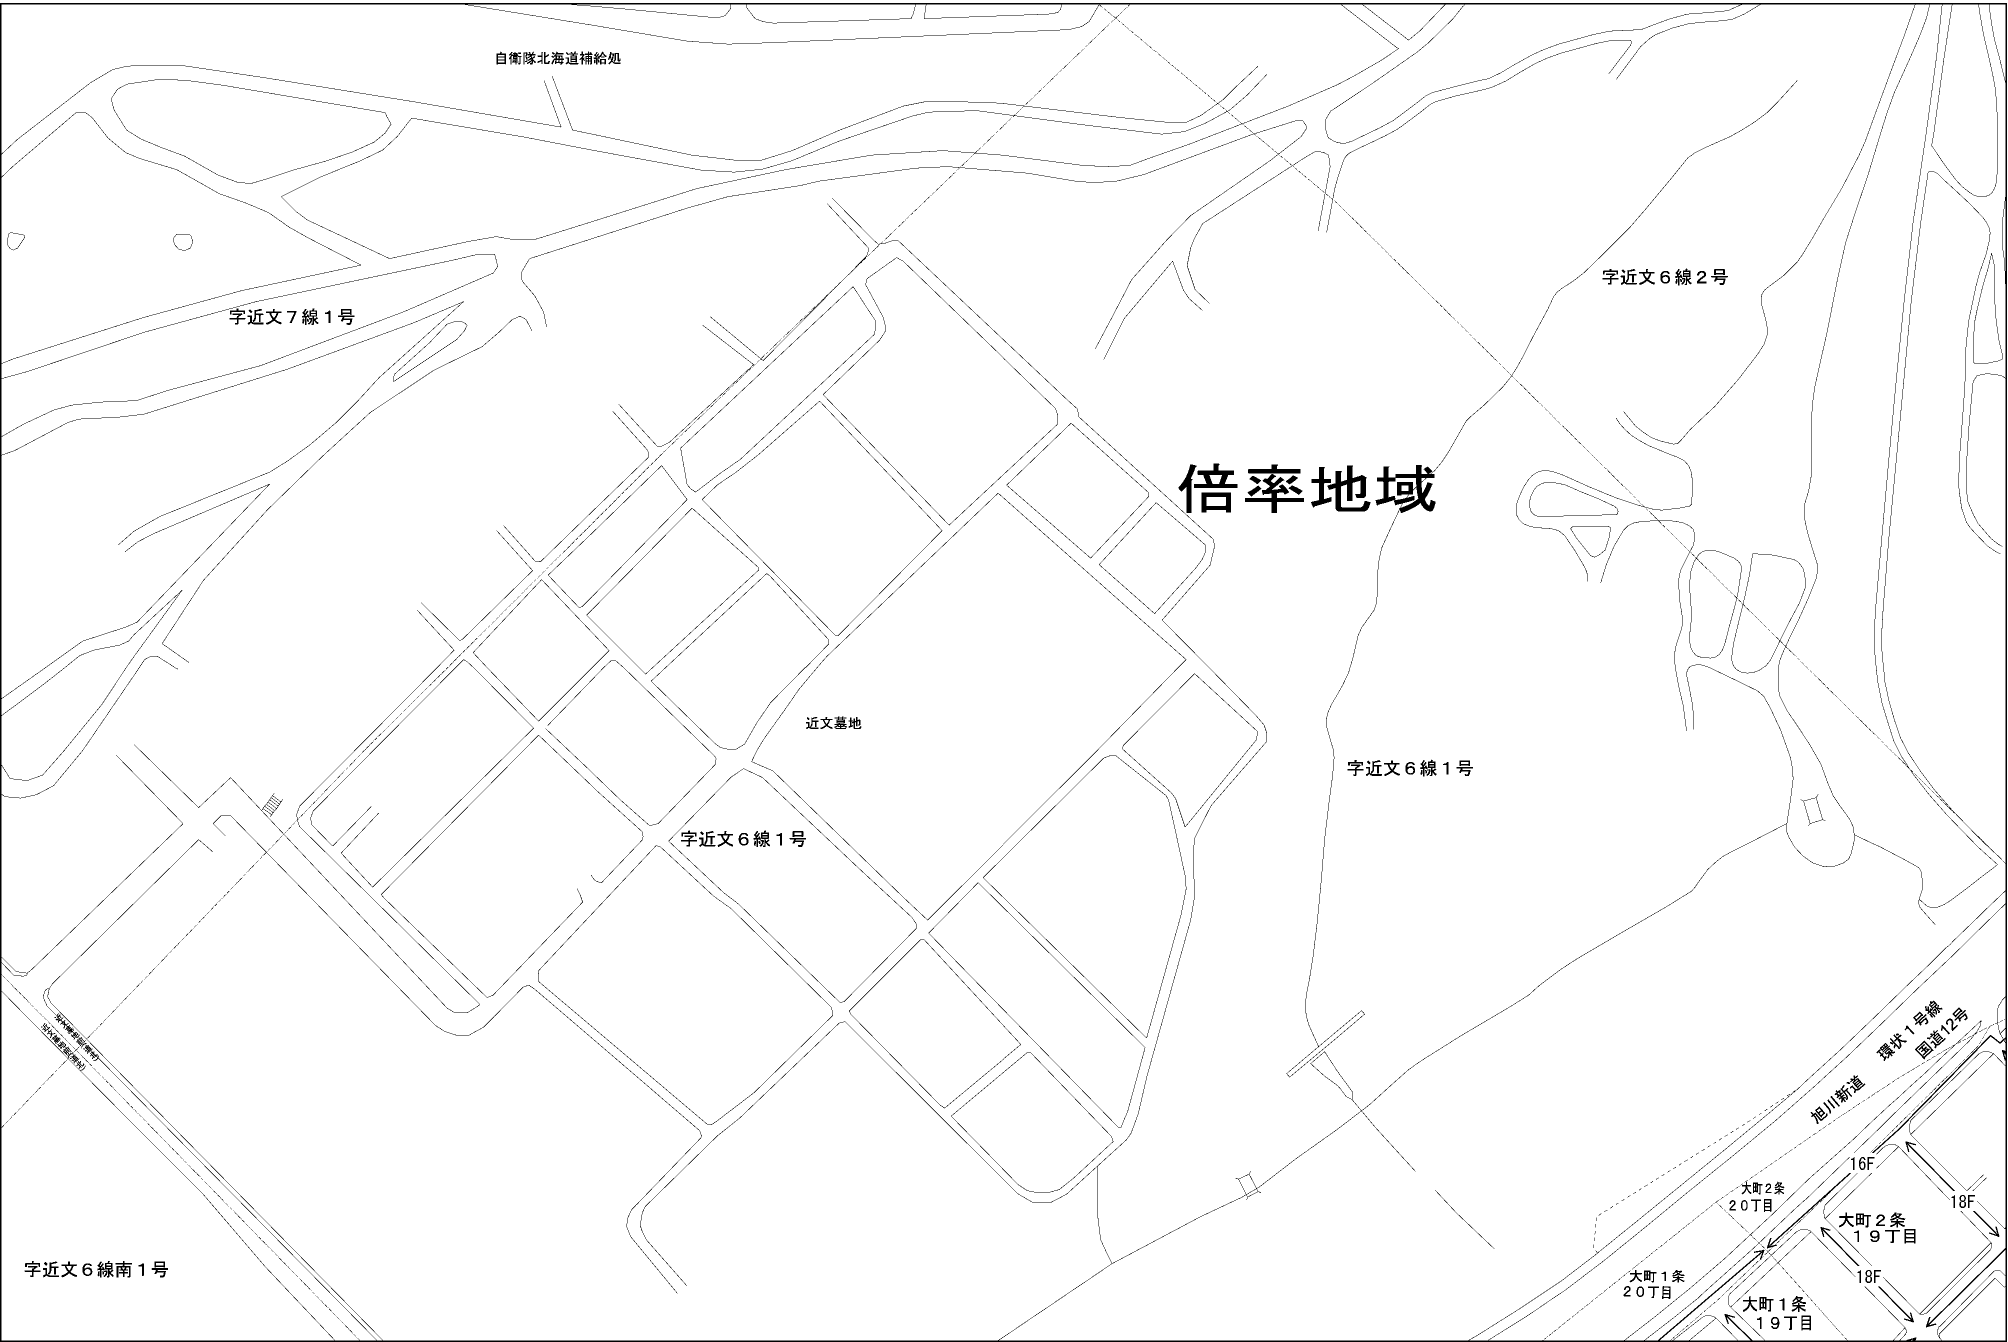 自衛隊北海道補給処
字近文６線２号
字近文７線１号
倍率地域
近文墓地
字近文６線１号
字近文６線１号
環状１号線
国道12号
旭川新道
16F
大町２条
２０丁目
18F
大町２条
１９丁目
字近文６線南１号
大町１条
２０丁目
18F
大町１条
１９丁目